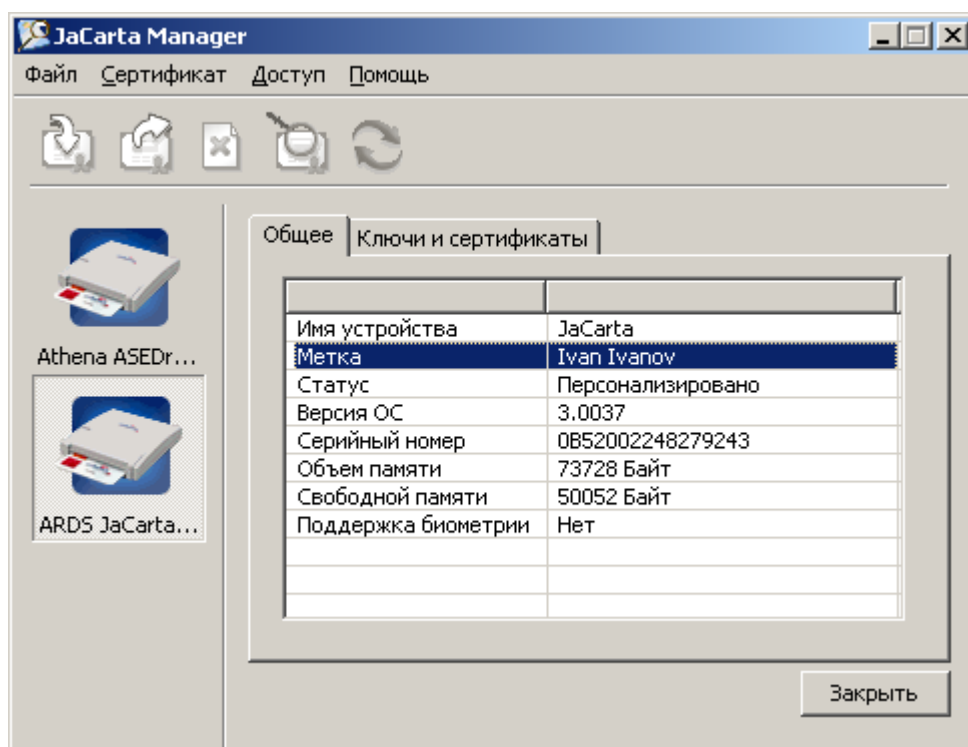 JaCarta Manager
Файл Сертификат Доступ Помощь
Общее Ключи и сертификаты
Athena ASEDr...
ARDS JaCarta...
Имя устройства JaCarta
Метка Ivan Ivanov
Статус Персонализировано
Версия ОС 3.0037
Серийный номер 0B52002248279243
Объем памяти 73728 Байт
Свободной памяти 50052 Байт
Поддержка биометрии Нет
Закрыть